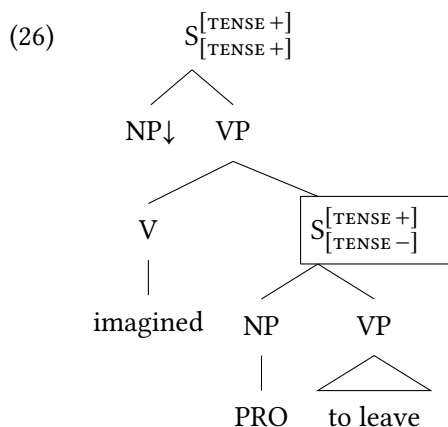 (26) S[TENSE +]
[TENSE +]
NP↓ VP
V S[TENSE +]
[TENSE −]
imagined NP VP
PRO to leave